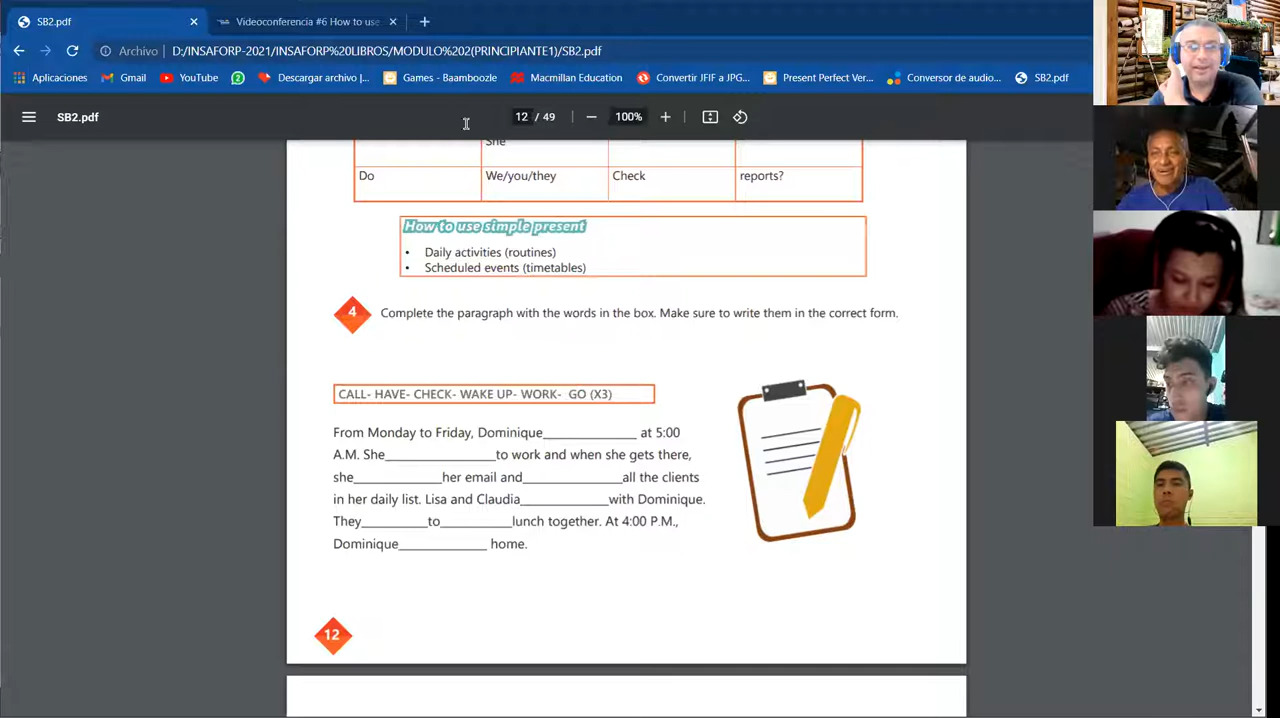 SB2.pdf
Videoconferencia #6 How to use
Archivo
D:/INSAFORP-2021/INSAFORP%20LIBROS/MODULO%202(PRINCIPIANTE1)/SB2.pdf
Aplicaciones
Gmail
YouTube
Descargar archivo |...
Games - Baamboozle
Macmillan Education
Convertir JFIF a JPG...
Present Perfect Ver...
Conversor de audio...
SB2.pdf
SB2.pdf
12 / 49
100%
She
Do
We/you/they
Check
reports?
How to use simple present
• Daily activities (routines)
• Scheduled events (timetables)
4
Complete the paragraph with the words in the box. Make sure to write them in the correct form.
CALL- HAVE- CHECK- WAKE UP- WORK- GO (X3)
From Monday to Friday, Dominique_____________ at 5:00
A.M. She_______________to work and when she gets there,
she____________her email and______________all the clients
in her daily list. Lisa and Claudia____________with Dominique.
They_________to__________lunch together. At 4:00 P.M.,
Dominique____________ home.
12